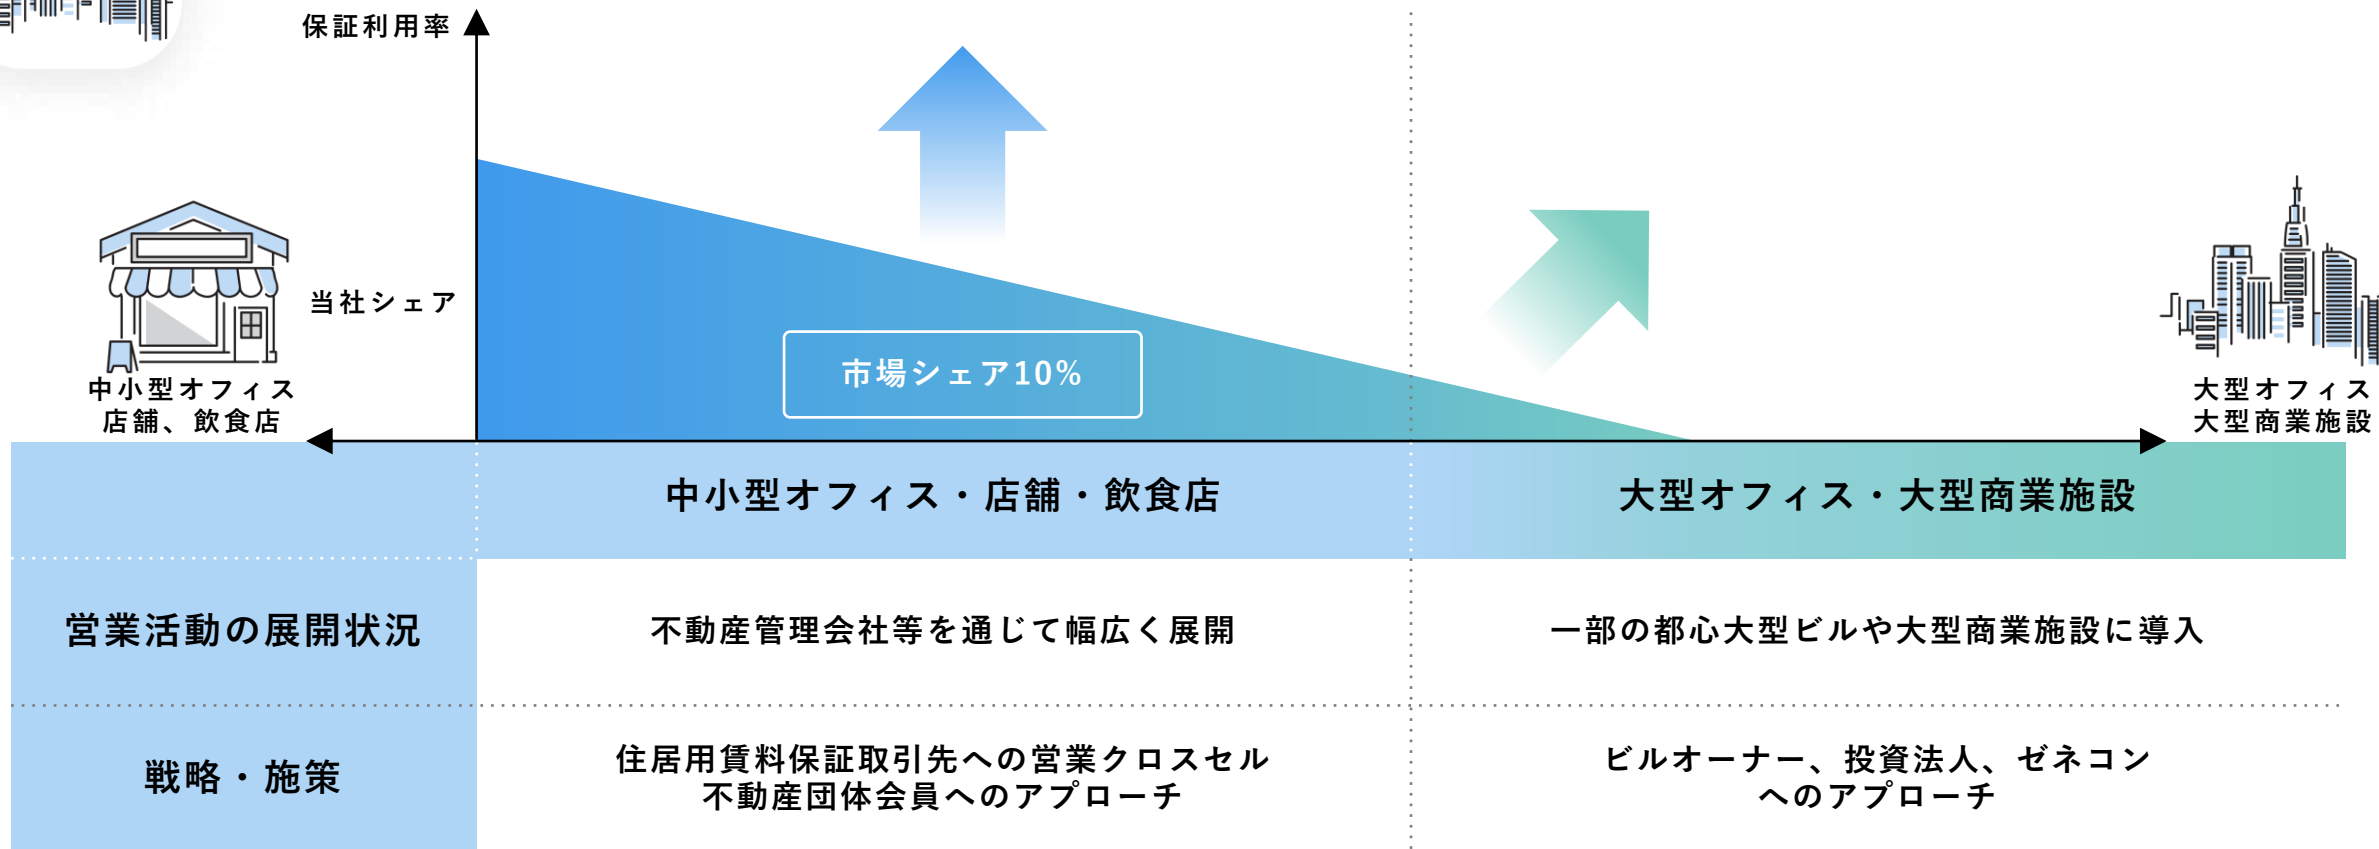 保証利用率
当社シェア
市場シェア10%
中小型オフィス
店舗、飲食店
大型オフィス
大型商業施設
中小型オフィス・店舗・飲食店
大型オフィス・大型商業施設
営業活動の展開状況
不動産管理会社等を通じて幅広く展開
一部の都心大型ビルや大型商業施設に導入
戦略・施策
住居用賃料保証取引先への営業クロスセル
不動産団体会員へのアプローチ
ビルオーナー、投資法人、ゼネコン
へのアプローチ